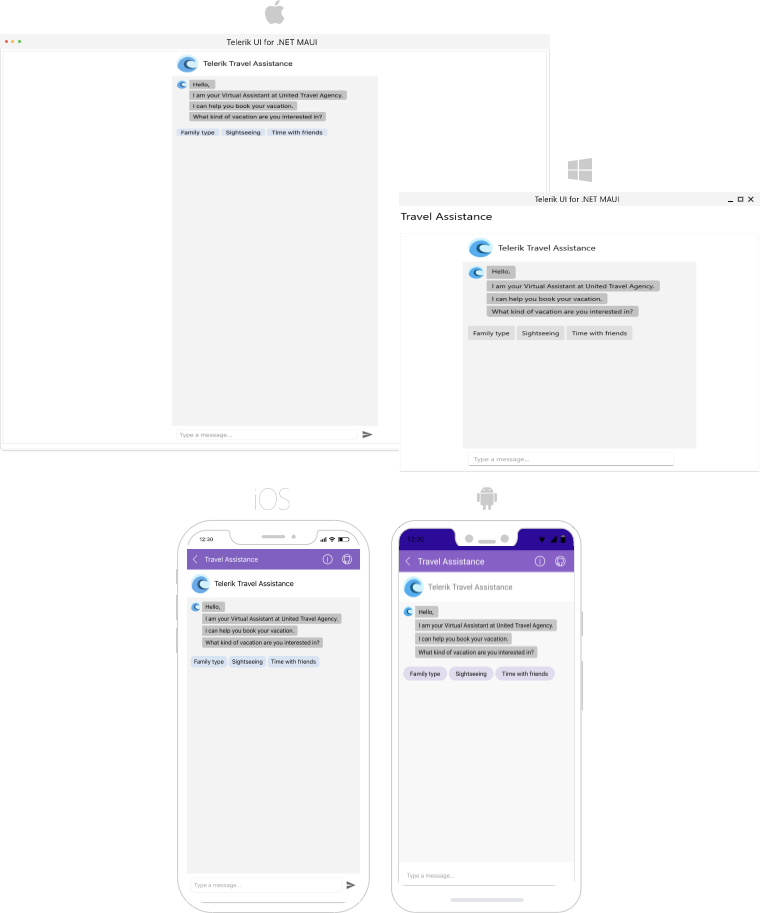 Telerik UI for .NET MAUI
Telerik Travel Assistance
Hello,
I am your Virtual Assistant at United Travel Agency.
I can help you book your vacation.
What kind of vacation are you interested in?
Family type Sightseeing Time with friends
Type a message...
Telerik UI for .NET MAUI
Travel Assistance
Telerik Travel Assistance
Hello,
I am your Virtual Assistant at United Travel Agency.
I can help you book your vacation.
What kind of vacation are you interested in?
Family type Sightseeing Time with friends
Type a message...
iOS
12:30
Travel Assistance
Telerik Travel Assistance
Hello,
I am your Virtual Assistant at United Travel Agency.
I can help you book your vacation.
What kind of vacation are you interested in?
Family type Sightseeing Time with friends
Type a message...
12:30
Travel Assistance
Telerik Travel Assistance
Hello,
I am your Virtual Assistant at United Travel Agency.
I can help you book your vacation.
What kind of vacation are you interested in?
Family type Sightseeing Time with friends
Type a message...